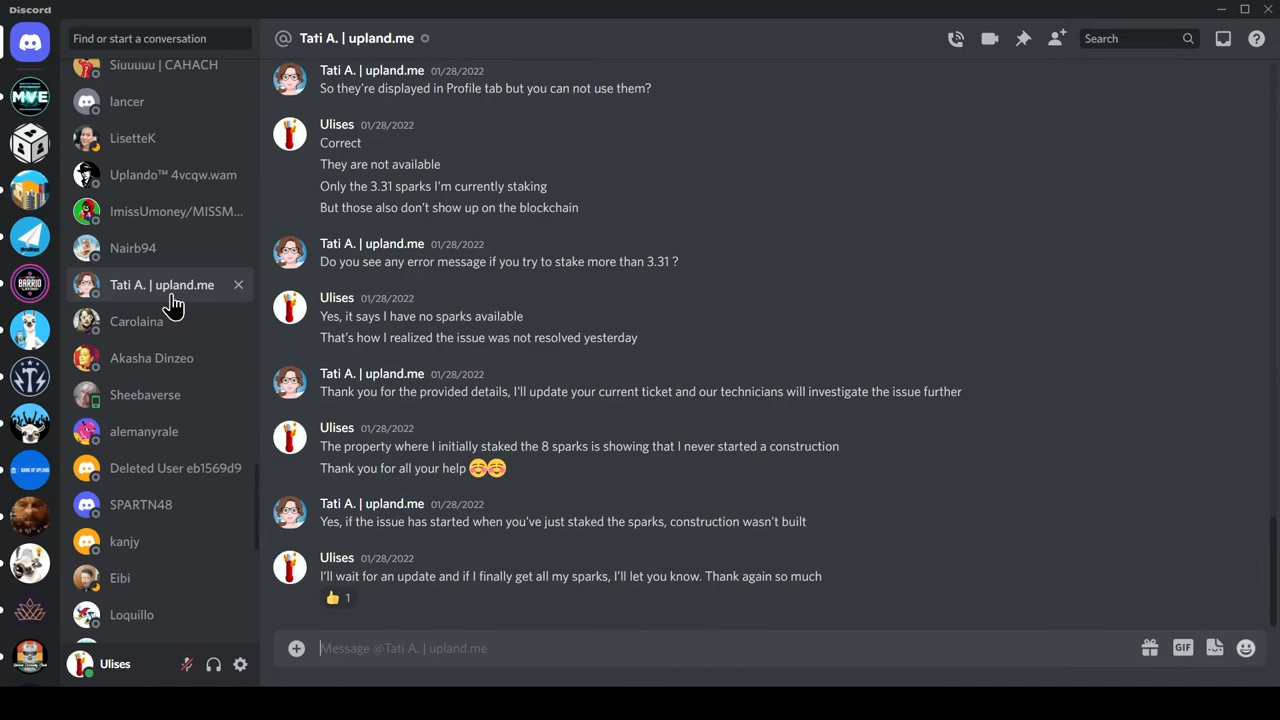 Discord
Find or start a conversation
Siuuuuu | CAHACH
lancer
LisetteK
Uplando™ 4vcqw.wam
ImissUmoney/MISSM...
Nairb94
Tati A. | upland.me
Carolaina
Akasha Dinzeo
Sheebaverse
alemanyrale
Deleted User eb1569d9
SPARTN48
kanjy
Eibi
Loquillo
Ulises
MVE
BARRIO
LATINO
BANK OF UPLAND
@ Tati A. | upland.me
Search
Tati A. | upland.me 01/28/2022
So they're displayed in Profile tab but you can not use them?
Ulises 01/28/2022
Correct
They are not available
Only the 3.31 sparks I'm currently staking
But those also don't show up on the blockchain
Tati A. | upland.me 01/28/2022
Do you see any error message if you try to stake more than 3.31 ?
Ulises 01/28/2022
Yes, it says I have no sparks available
That's how I realized the issue was not resolved yesterday
Tati A. | upland.me 01/28/2022
Thank you for the provided details, I'll update your current ticket and our technicians will investigate the issue further
Ulises 01/28/2022
The property where I initially staked the 8 sparks is showing that I never started a construction
Thank you for all your help
Tati A. | upland.me 01/28/2022
Yes, if the issue has started when you've just staked the sparks, construction wasn't built
Ulises 01/28/2022
I'll wait for an update and if I finally get all my sparks, I'll let you know. Thank again so much
1
Message @Tati A. | upland.me
GIF